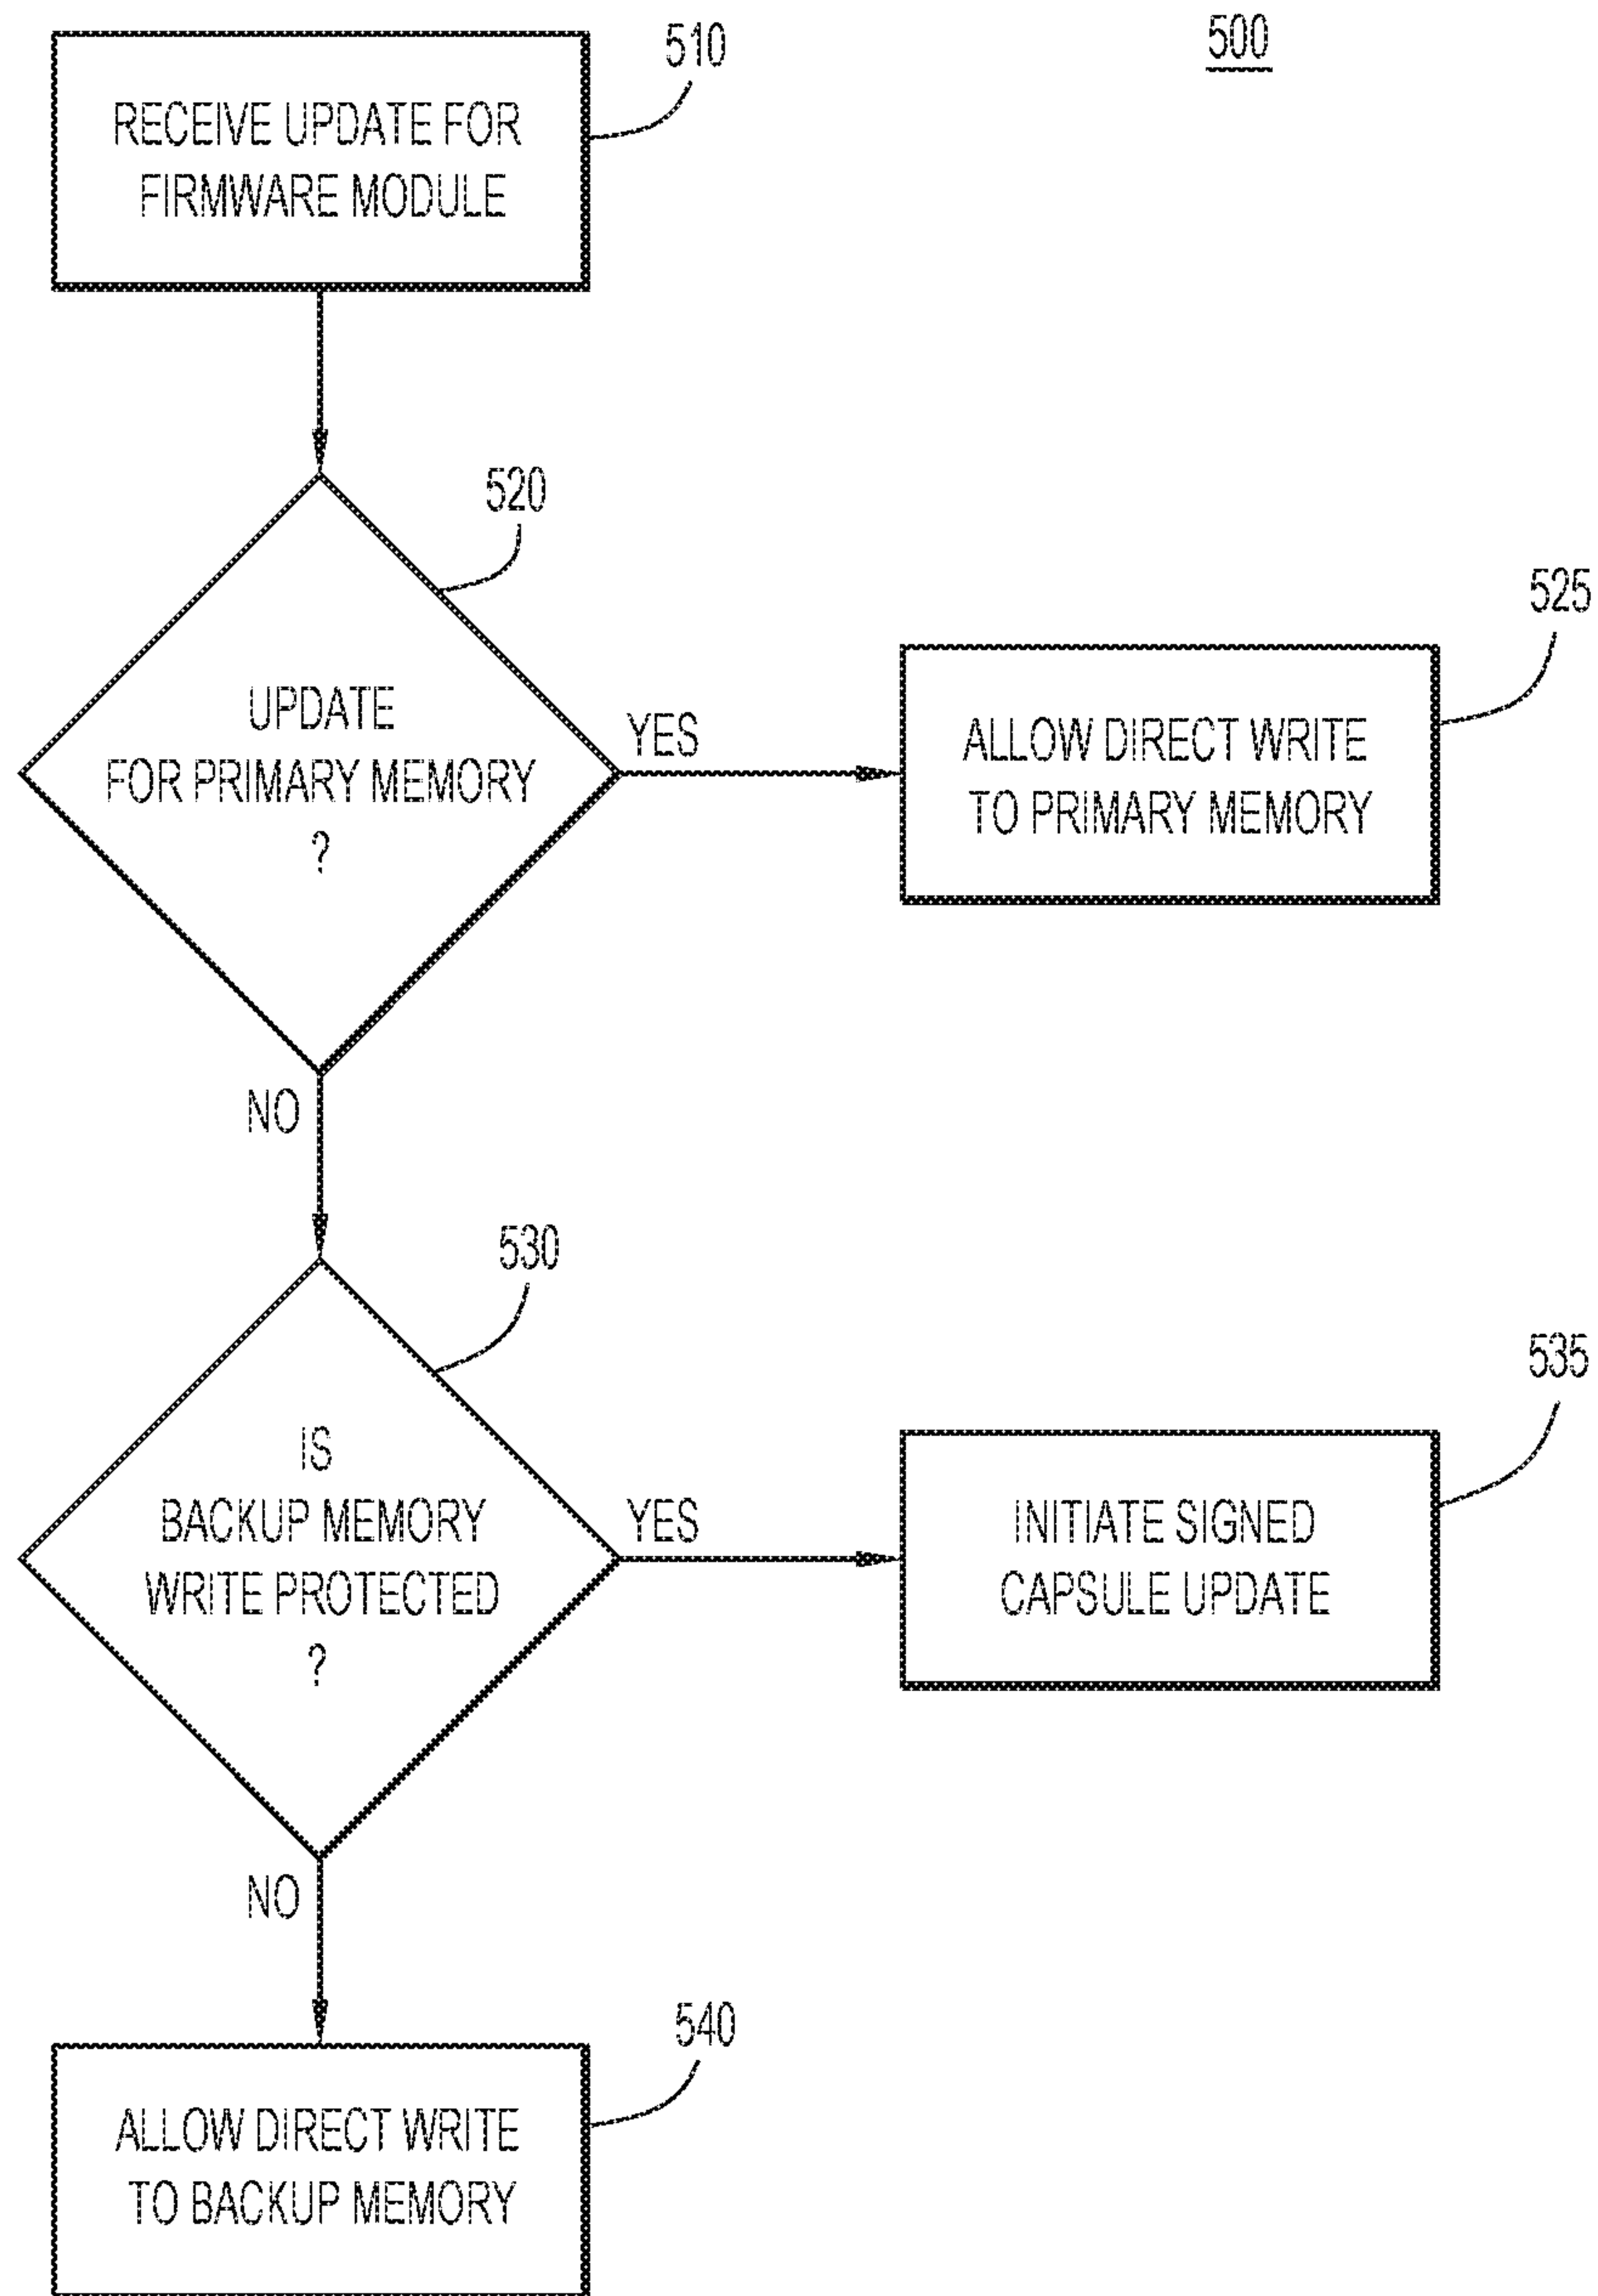 500
510
RECEIVE UPDATE FOR
FIRMWARE MODULE
520
UPDATE
FOR PRIMARY MEMORY
?
YES
525
ALLOW DIRECT WRITE
TO PRIMARY MEMORY
NO
530
IS
BACKUP MEMORY
WRITE PROTECTED
?
YES
535
INITIATE SIGNED
CAPSULE UPDATE
NO
540
ALLOW DIRECT WRITE
TO BACKUP MEMORY